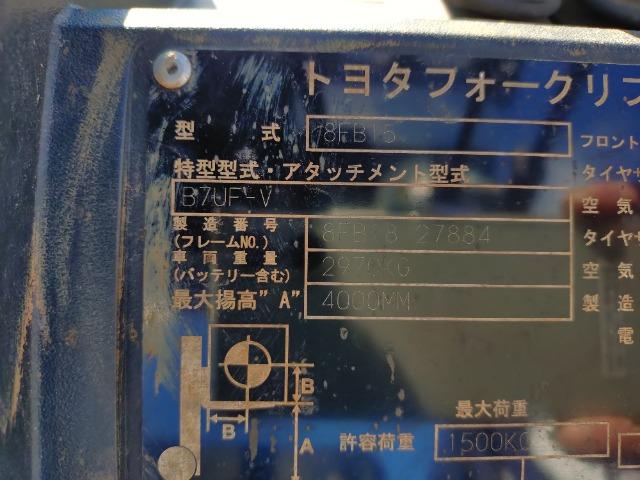 トヨタフォークリフ
型 式 8FB15
フロント
特型型式・アタッチメント型式
タイヤサ
B7UF-V
空 気
製造番号
(フレームNO.) 8FB18 27884
タイヤサ
車両重量
(バッテリー含む) 2970KG
空 気
最大揚高"A" 4000MM
製 造
電
B
B
A
最大荷重
許容荷重 1500KG